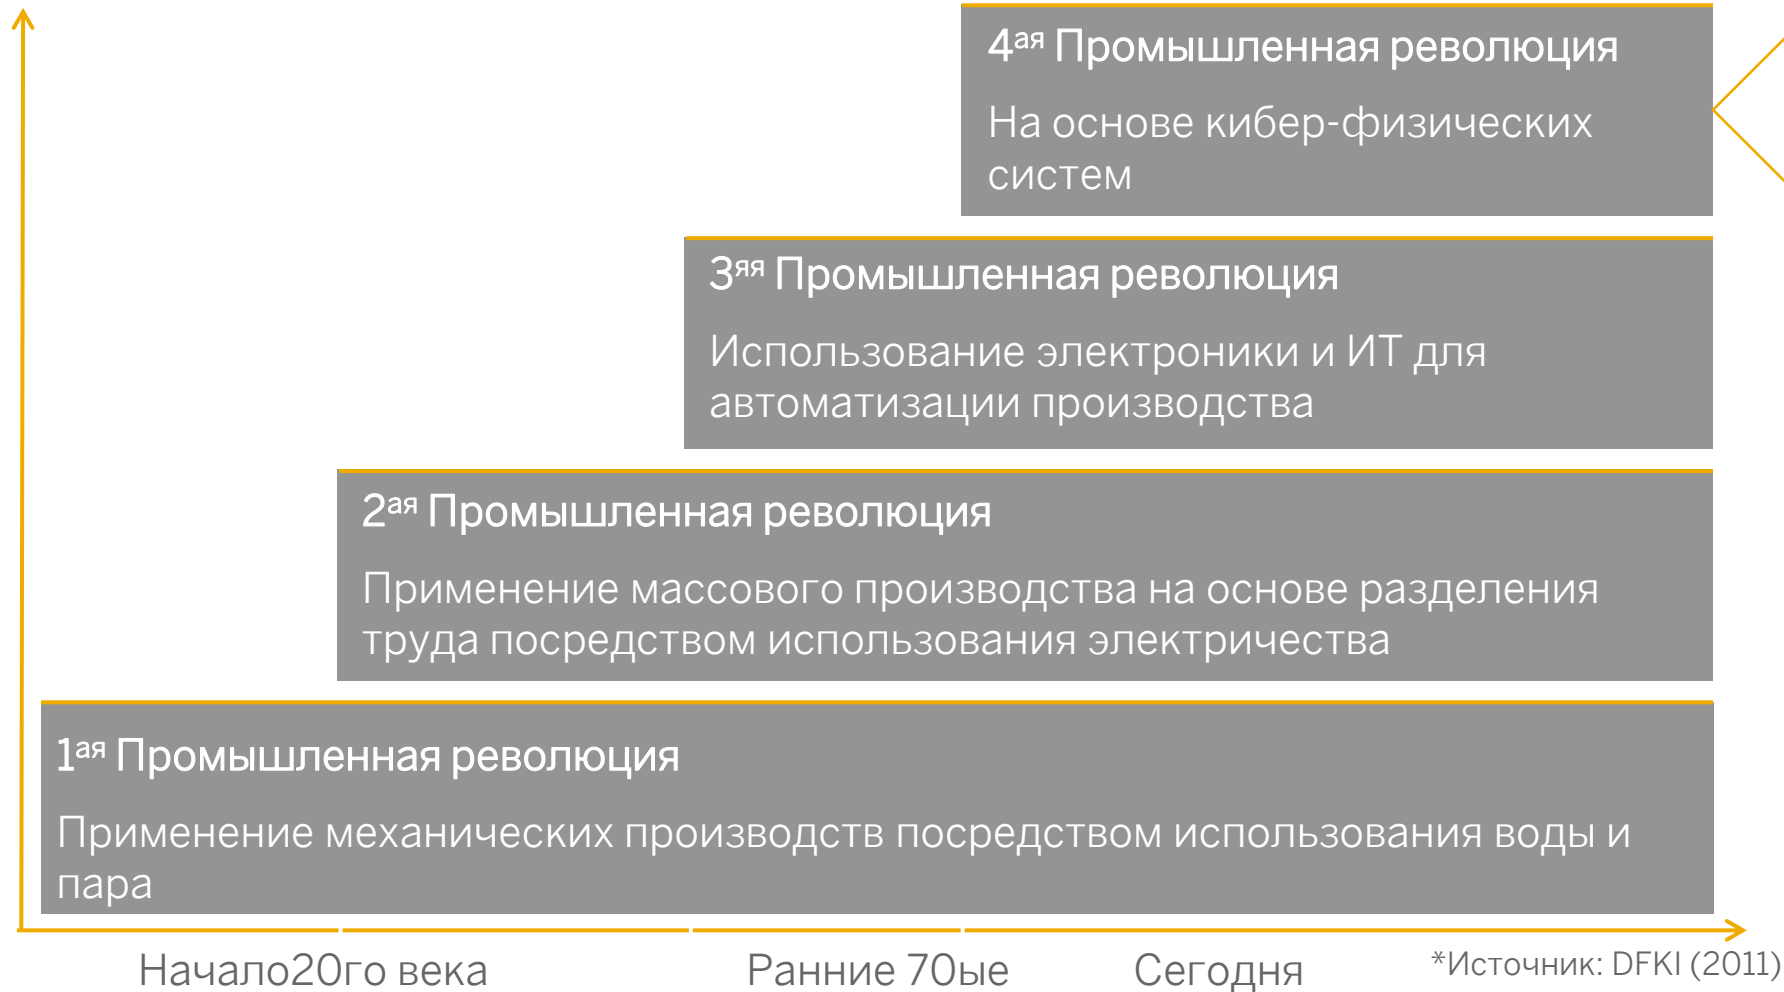 4ая Промышленная революция
На основе кибер-физических
систем
3яя Промышленная революция
Использование электроники и ИТ для
автоматизации производства
2ая Промышленная революция
Применение массового производства на основе разделения
труда посредством использования электричества
1ая Промышленная революция
Применение механических производств посредством использования воды и
пара
Начало20го века
Ранние 70ые
Сегодня
*Источник: DFKI (2011)